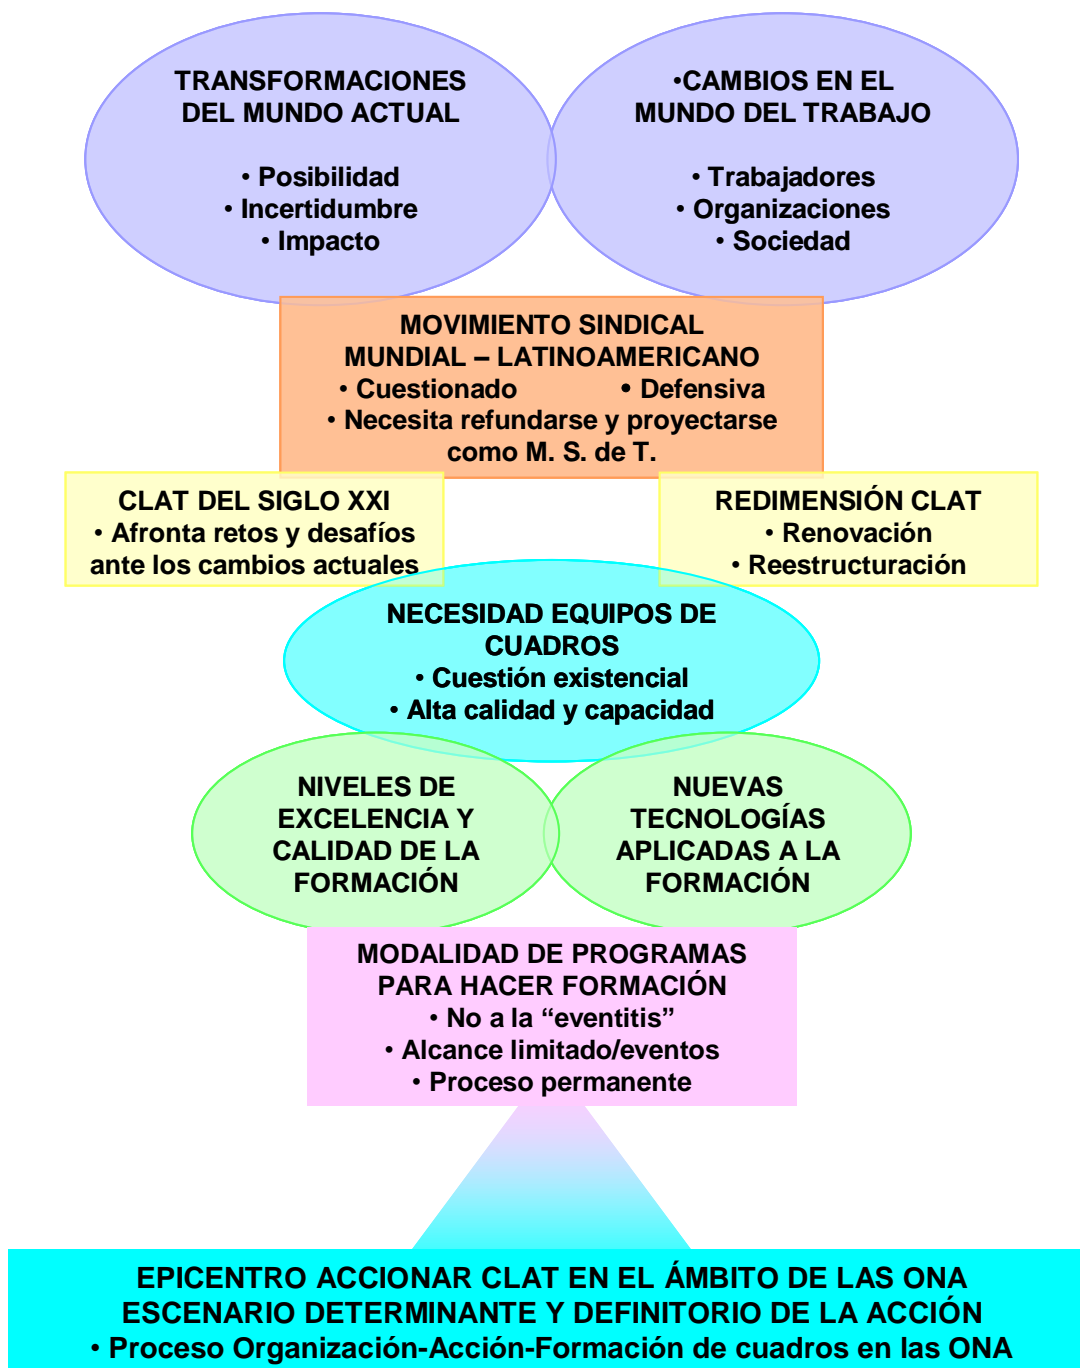 TRANSFORMACIONES
DEL MUNDO ACTUAL
• Posibilidad
• Incertidumbre
• Impacto
•CAMBIOS EN EL
MUNDO DEL TRABAJO
• Trabajadores
• Organizaciones
• Sociedad
MOVIMIENTO SINDICAL
MUNDIAL – LATINOAMERICANO
• Cuestionado • Defensiva
• Necesita refundarse y proyectarse
como M. S. de T.
CLAT DEL SIGLO XXI
• Afronta retos y desafíos
ante los cambios actuales
REDIMENSIÓN CLAT
• Renovación
• Reestructuración
NECESIDAD EQUIPOS DE
CUADROS
• Cuestión existencial
• Alta calidad y capacidad
NIVELES DE
EXCELENCIA Y
CALIDAD DE LA
FORMACIÓN
NUEVAS
TECNOLOGÍAS
APLICADAS A LA
FORMACIÓN
MODALIDAD DE PROGRAMAS
PARA HACER FORMACIÓN
• No a la “eventitis”
• Alcance limitado/eventos
• Proceso permanente
EPICENTRO ACCIONAR CLAT EN EL ÁMBITO DE LAS ONA
ESCENARIO DETERMINANTE Y DEFINITORIO DE LA ACCIÓN
• Proceso Organización-Acción-Formación de cuadros en las ONA